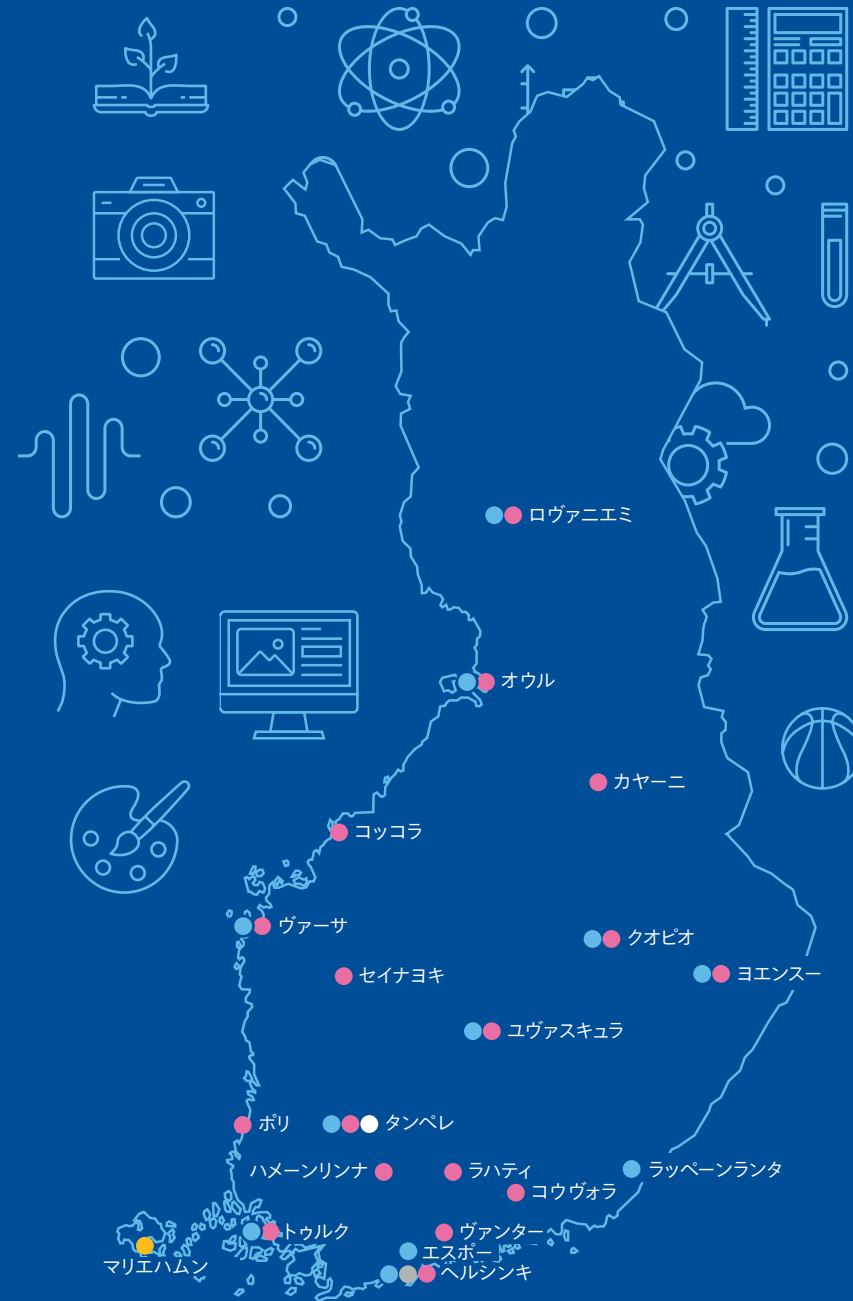 ロヴァニエミ
オウル
カヤーニ
コッコラ
ヴァーサ
クオピオ
ヨエンスー
セイナヨキ
ユヴァスキュラ
ポリ
タンペレ
ハメーンリンナ
ラハティ
ラッペーンランタ
コウヴォラ
トゥルク
ヴァンター
エスポー
マリエハムン
ヘルシンキ